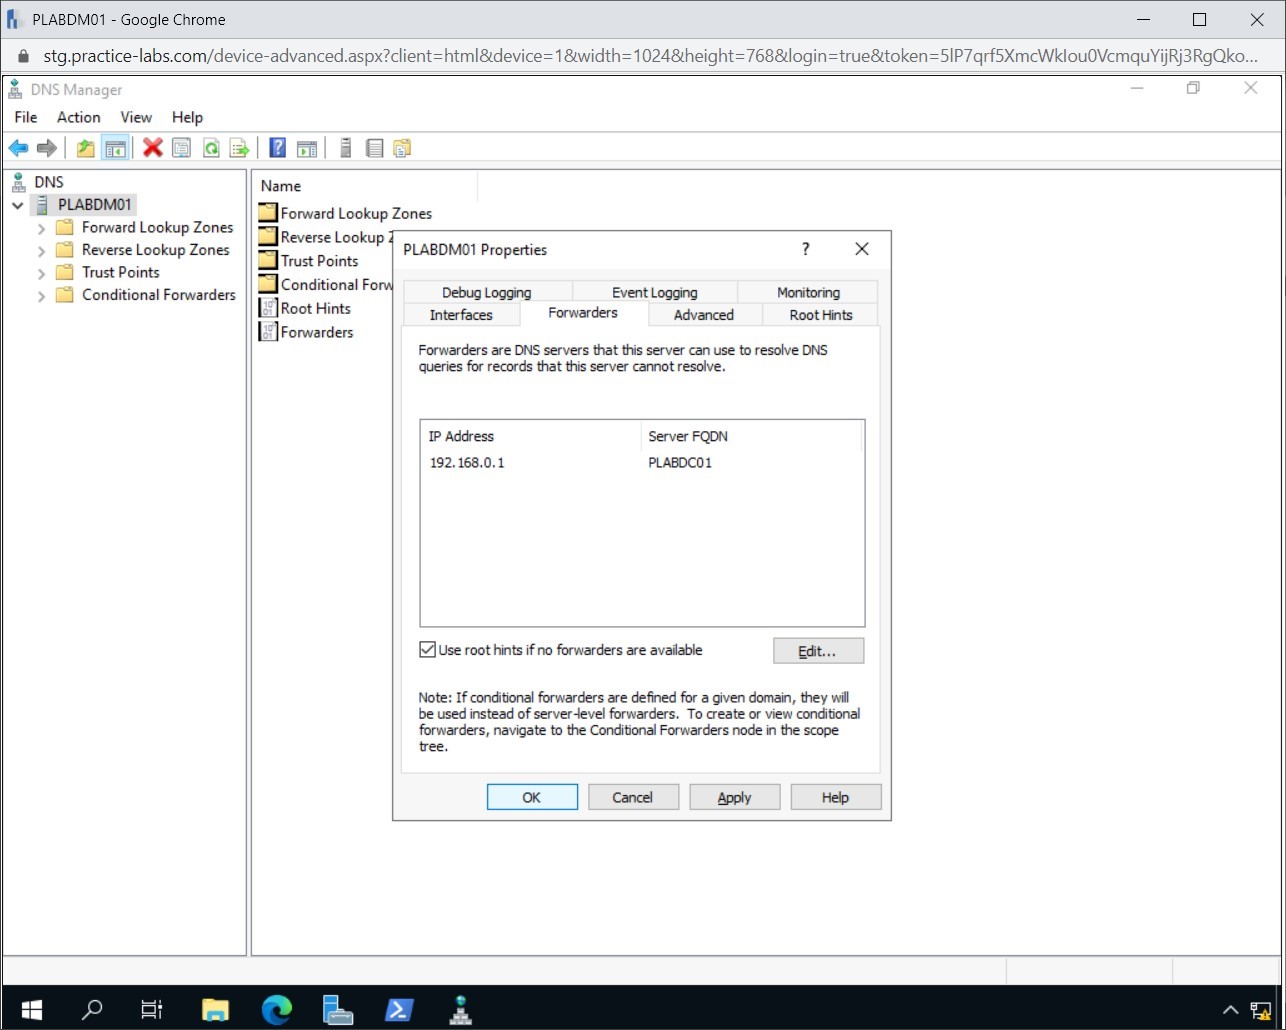 PLABDM01 - Google Chrome
stg.practice-labs.com/device-advanced.aspx?client=html&device=1&width=1024&height=768&login=true&token=5lP7qrf5XmcWkIou0VcmquYijRj3RgQko...
DNS Manager
File Action View Help
DNS
PLABDM01
Forward Lookup Zones
Reverse Lookup Zones
Trust Points
Conditional Forwarders
Name
Forward Lookup Zones
Reverse Lookup
Trust Points
Conditional Forw
Root Hints
Forwarders
PLABDM01 Properties
Debug Logging Event Logging Monitoring
Interfaces Forwarders Advanced Root Hints
Forwarders are DNS servers that this server can use to resolve DNS
queries for records that this server cannot resolve.
IP Address Server FQDN
192.168.0.1 PLABDC01
Use root hints if no forwarders are available
Edit...
Note: If conditional forwarders are defined for a given domain, they will
be used instead of server-level forwarders. To create or view conditional
forwarders, navigate to the Conditional Forwarders node in the scope
tree.
OK Cancel Apply Help